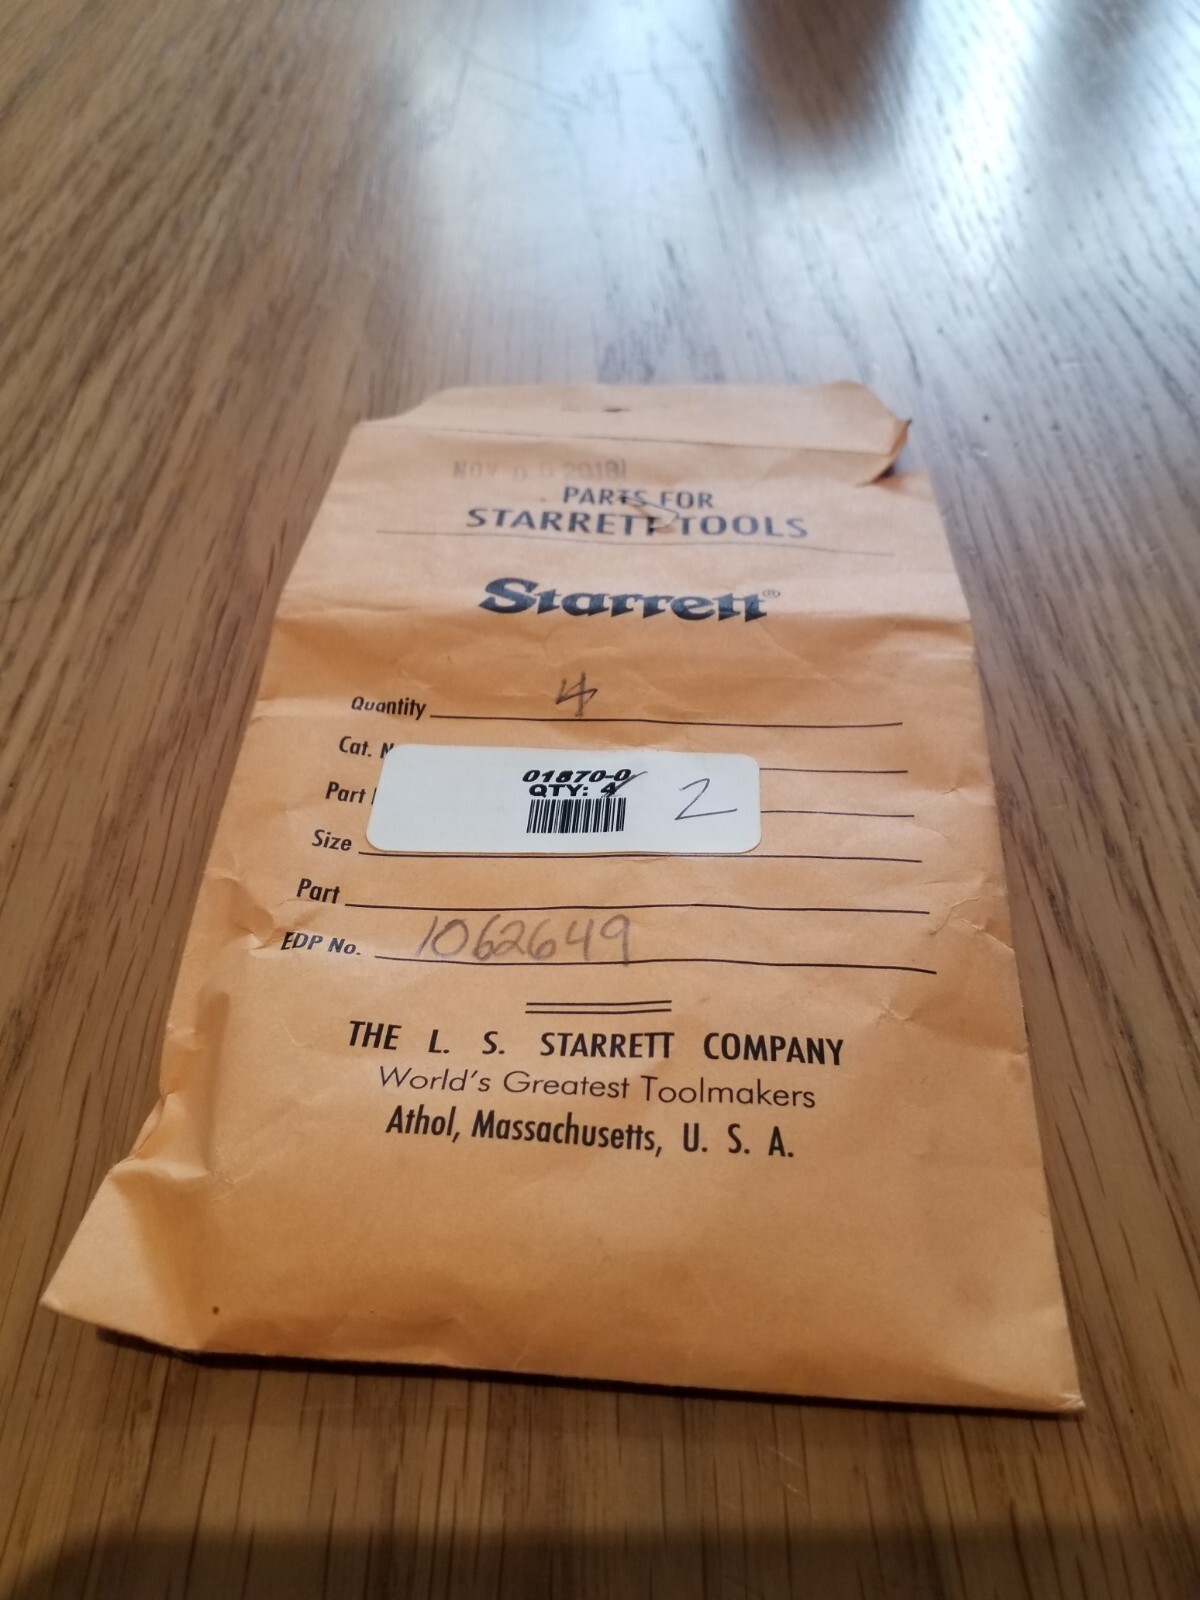 PARTS FOR
STARRETT TOOLS
Starrett®
Quantity 4
Cat.
Part
Size
Part
EDP No. 1062649
01870-0
QTY: 4 2
THE L. S. STARRETT COMPANY
World's Greatest Toolmakers
Athol, Massachusetts, U. S. A.